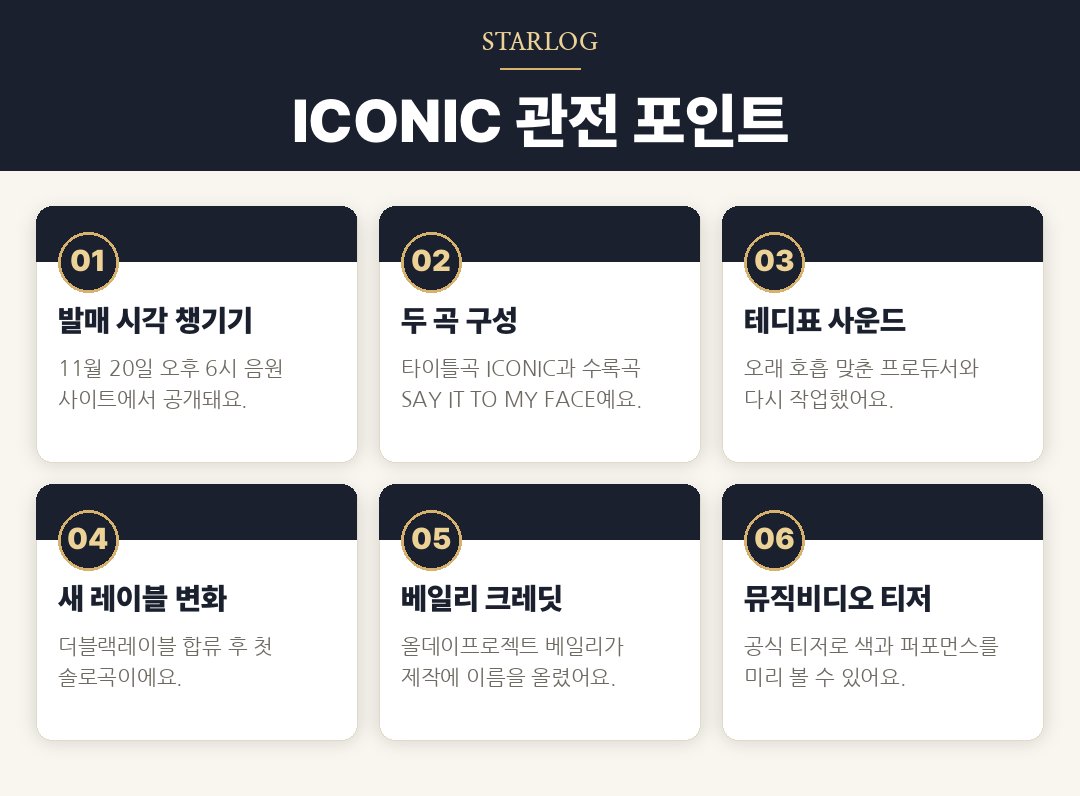 STARLOG
ICONIC 관전 포인트
01
발매 시각 챙기기
11월 20일 오후 6시 음원
사이트에서 공개돼요.
02
두 곡 구성
타이틀곡 ICONIC과 수록곡
SAY IT TO MY FACE예요.
03
테디표 사운드
오래 호흡 맞춘 프로듀서와
다시 작업했어요.
04
새 레이블 변화
더블랙레이블 합류 후 첫
솔로곡이에요.
05
베일리 크레딧
올데이프로젝트 베일리가
제작에 이름을 올렸어요.
06
뮤직비디오 티저
공식 티저로 색과 퍼포먼스를
미리 볼 수 있어요.